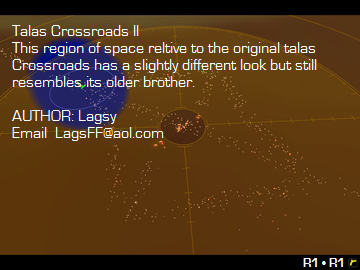 Talas Crossroads II
This region of space reltive to the original talas
Crossroads has a slightly different look but still
resembles its older brother.
AUTHOR: Lagsy
Email  LagsFF@aol.com
R1•R1 r